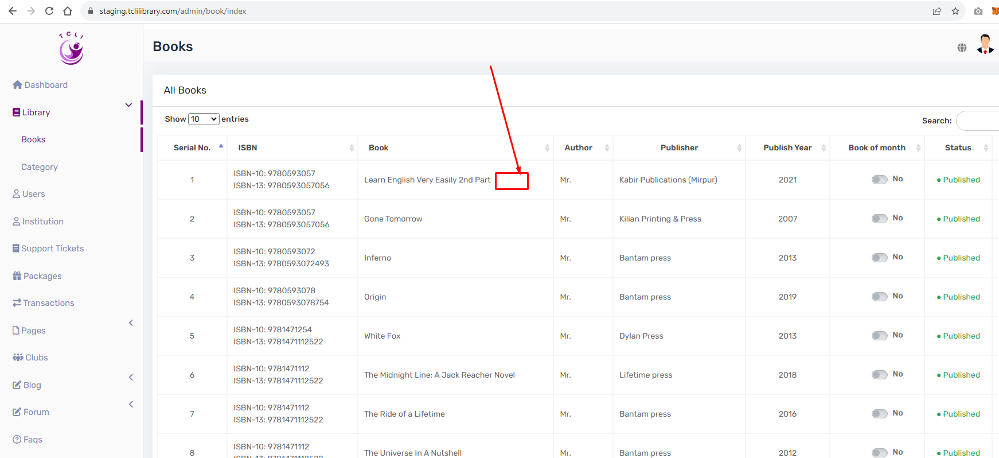 staging.tclilibrary.com/admin/book/index
TCLI
Dashboard
Library
Books
Category
Users
Institution
Support Tickets
Packages
Transactions
Pages
Clubs
Blog
Forum
Faqs
Books
All Books
Show 10 entries
Search:
Serial No. ISBN Book Author Publisher Publish Year Book of month Status
1 ISBN-10: 9780593057 Learn English Very Easily 2nd Part Mr. Kabir Publications (Mirpur) 2021 No Published
ISBN-13: 9780593057056
2 ISBN-10: 9780593057 Gone Tomorrow Mr. Kilian Printing & Press 2007 No Published
ISBN-13: 9780593057056
3 ISBN-10: 9780593072 Inferno Mr. Bantam press 2013 No Published
ISBN-13: 9780593072493
4 ISBN-10: 9780593078 Origin Mr. Bantam press 2019 No Published
ISBN-13: 9780593078754
5 ISBN-10: 9781471254 White Fox Mr. Dylan Press 2013 No Published
ISBN-13: 9781471112522
6 ISBN-10: 9781471112 The Midnight Line: A Jack Reacher Novel Mr. Lifetime press 2018 No Published
ISBN-13: 9781471112522
7 ISBN-10: 9781471112 The Ride of a Lifetime Mr. Bantam press 2016 No Published
ISBN-13: 9781471112522
8 ISBN-10: 9781471112 The Universe In A Nutshell Mr. Bantam press 2012 No Published